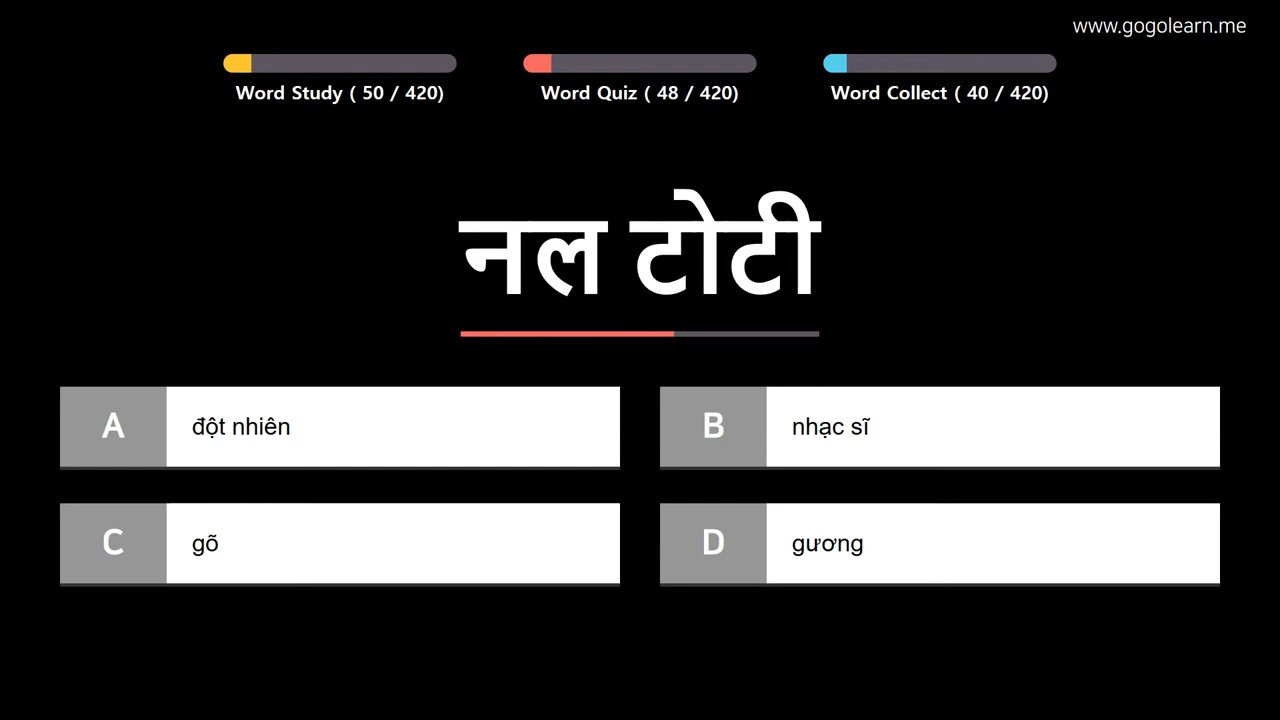 www.gogolearn.me
Word Study ( 50 / 420)
Word Quiz ( 48 / 420)
Word Collect ( 40 / 420)
नल टोटी
A
đột nhiên
B
nhạc sĩ
C
gõ
D
gương